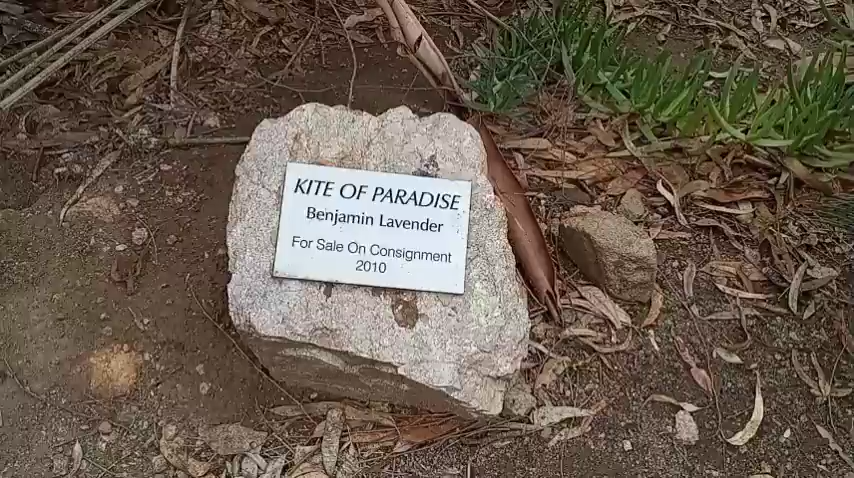 KITE OF PARADISE
Benjamin Lavender
For Sale On Consignment
2010